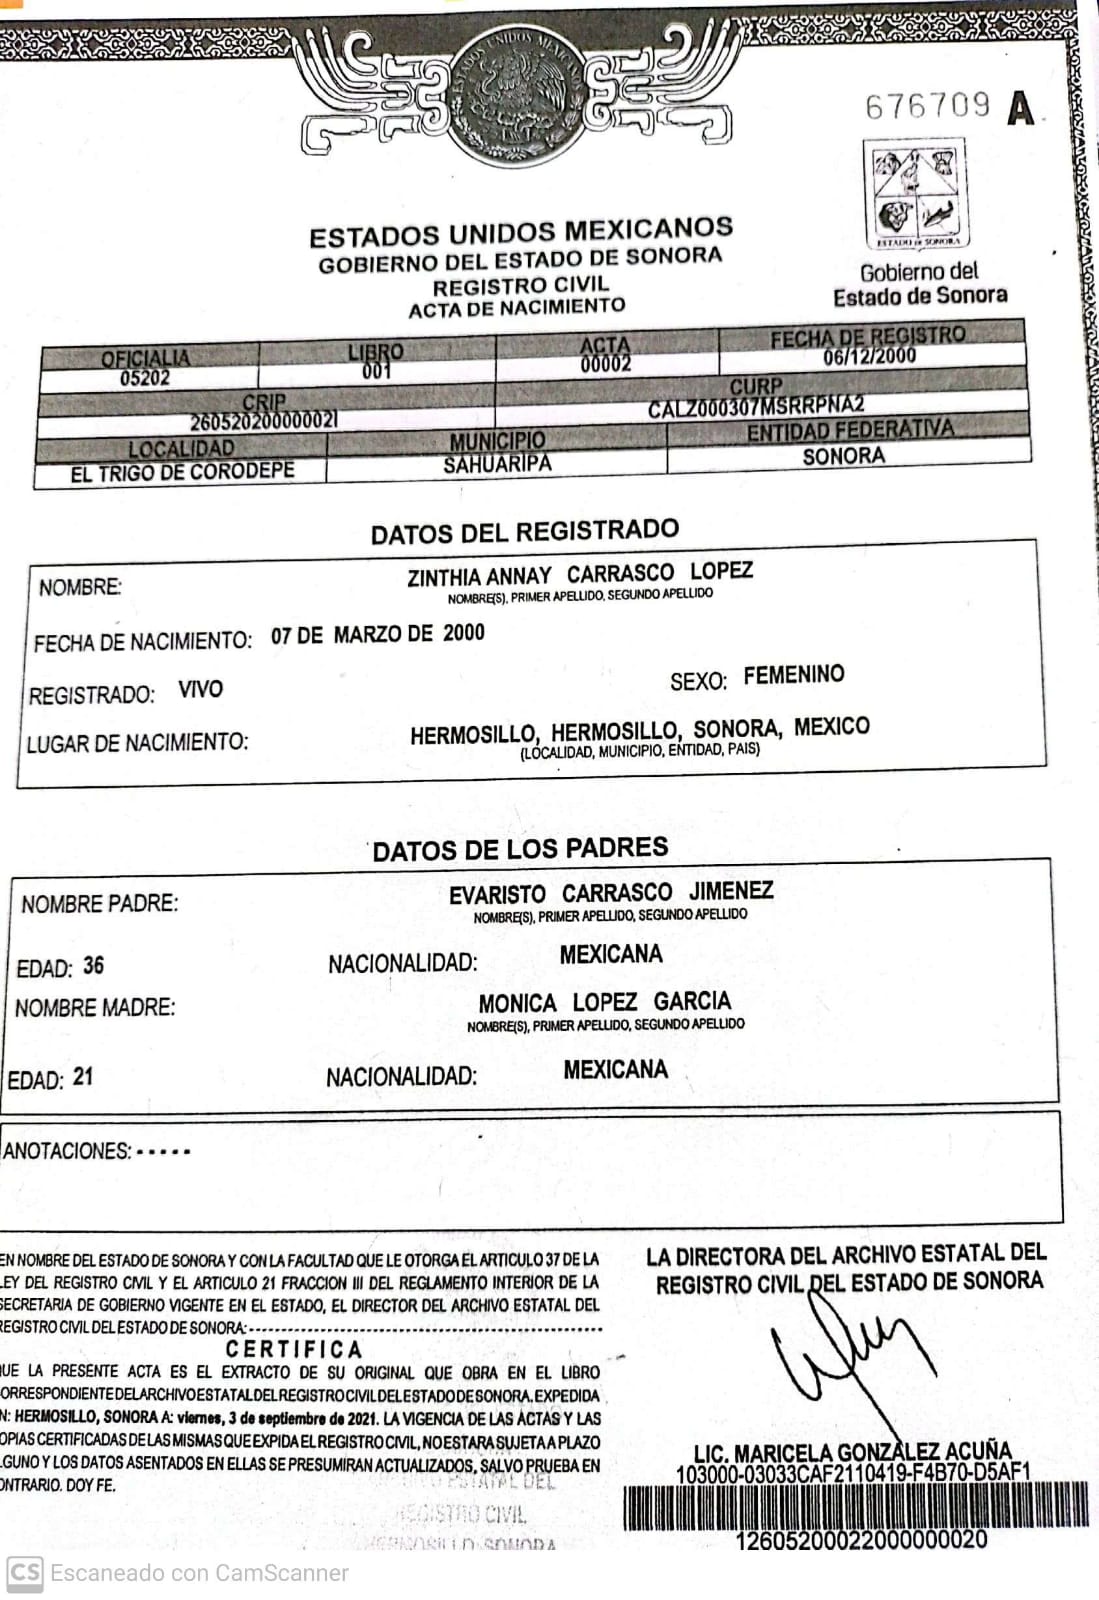 ESTADOS UNIDOS MEXICANOS
676709 A
ESTADO DE SONORA
Gobierno del
Estado de Sonora
ESTADOS UNIDOS MEXICANOS
GOBIERNO DEL ESTADO DE SONORA
REGISTRO CIVIL
ACTA DE NACIMIENTO
OFICIALIA LIBRO ACTA FECHA DE REGISTRO
05202 001 00002 06/12/2000
CRIP CURP
260520200000002I CALZ000307MSRRPNA2
LOCALIDAD MUNICIPIO ENTIDAD FEDERATIVA
EL TRIGO DE CORODEPE SAHUARIPA SONORA
DATOS DEL REGISTRADO
NOMBRE: ZINTHIA ANNAY CARRASCO LOPEZ
NOMBRE(S), PRIMER APELLIDO, SEGUNDO APELLIDO
FECHA DE NACIMIENTO: 07 DE MARZO DE 2000
REGISTRADO: VIVO SEXO: FEMENINO
LUGAR DE NACIMIENTO: HERMOSILLO, HERMOSILLO, SONORA, MEXICO
(LOCALIDAD, MUNICIPIO, ENTIDAD, PAIS)
DATOS DE LOS PADRES
NOMBRE PADRE: EVARISTO CARRASCO JIMENEZ
NOMBRE(S), PRIMER APELLIDO, SEGUNDO APELLIDO
EDAD: 36 NACIONALIDAD: MEXICANA
NOMBRE MADRE: MONICA LOPEZ GARCIA
NOMBRE(S), PRIMER APELLIDO, SEGUNDO APELLIDO
EDAD: 21 NACIONALIDAD: MEXICANA
ANOTACIONES: - - - - -
EN NOMBRE DEL ESTADO DE SONORA Y CON LA FACULTAD QUE LE OTORGA EL ARTICULO 37 DE LA
LEY DEL REGISTRO CIVIL Y EL ARTICULO 21 FRACCION III DEL REGLAMENTO INTERIOR DE LA
SECRETARIA DE GOBIERNO VIGENTE EN EL ESTADO, EL DIRECTOR DEL ARCHIVO ESTATAL DEL
REGISTRO CIVIL DEL ESTADO DE SONORA:--------------------
CERTIFICA
UE LA PRESENTE ACTA ES EL EXTRACTO DE SU ORIGINAL QUE OBRA EN EL LIBRO
ORRESPONDIENTE DEL ARCHIVO ESTATAL DEL REGISTRO CIVIL DEL ESTADO DE SONORA. EXPEDIDA
N: HERMOSILLO, SONORA A: viernes, 3 de septiembre de 2021. LA VIGENCIA DE LAS ACTAS Y LAS
OPIAS CERTIFICADAS DE LAS MISMAS QUE EXPIDA EL REGISTRO CIVIL, NO ESTARA SUJETA A PLAZO
LGUNO Y LOS DATOS ASENTADOS EN ELLAS SE PRESUMIRAN ACTUALIZADOS, SALVO PRUEBA EN
ONTRARIO. DOY FE.
ESTATAL DEL
REGISTRO CIVIL
HERMOSILLO SONORA
LA DIRECTORA DEL ARCHIVO ESTATAL DEL
REGISTRO CIVIL DEL ESTADO DE SONORA
LIC. MARICELA GONZÁLEZ ACUÑA
103000-03033CAF2110419-F4B70-D5AF1
12605200022000000020
CS Escaneado con CamScanner